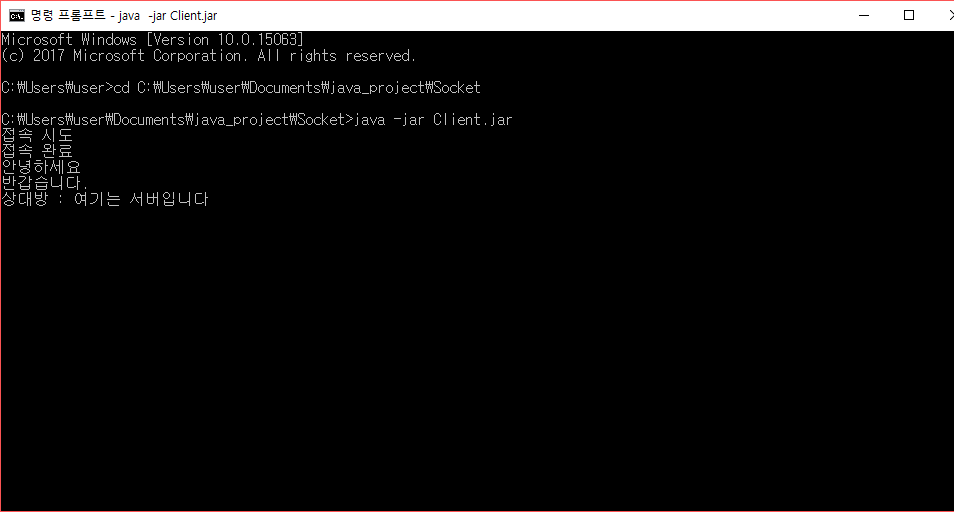 명령 프롬프트 - java  -jar Client.jar
Microsoft Windows [Version 10.0.15063]
(c) 2017 Microsoft Corporation. All rights reserved.
C:₩Users₩user>cd C:₩Users₩user₩Documents₩java_project₩Socket
C:₩Users₩user₩Documents₩java_project₩Socket>java -jar Client.jar
접속 시도
접속 완료
안녕하세요
반갑습니다.
상대방 : 여기는 서버입니다